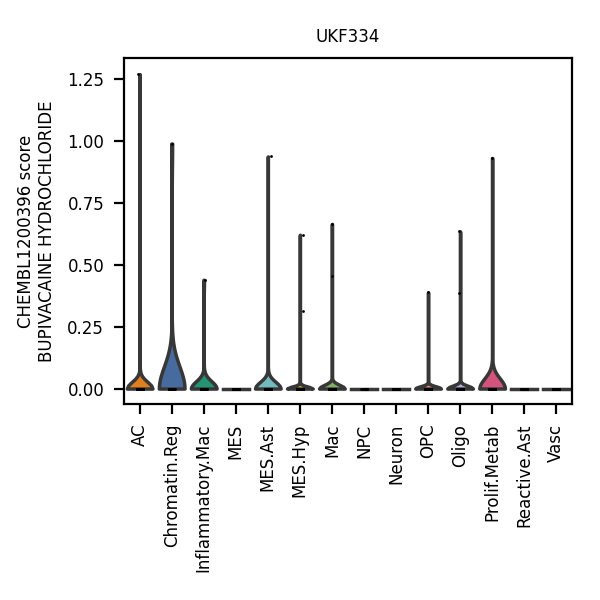 UKF334
CHEMBL1200396 score
BUPIVACAINE HYDROCHLORIDE
1.25
1.00
0.75
0.50
0.25
0.00
AC
Chromatin.Reg
Inflammatory.Mac
MES
MES.Ast
MES.Hyp
Mac
NPC
Neuron
OPC
Oligo
Prolif.Metab
Reactive.Ast
Vasc